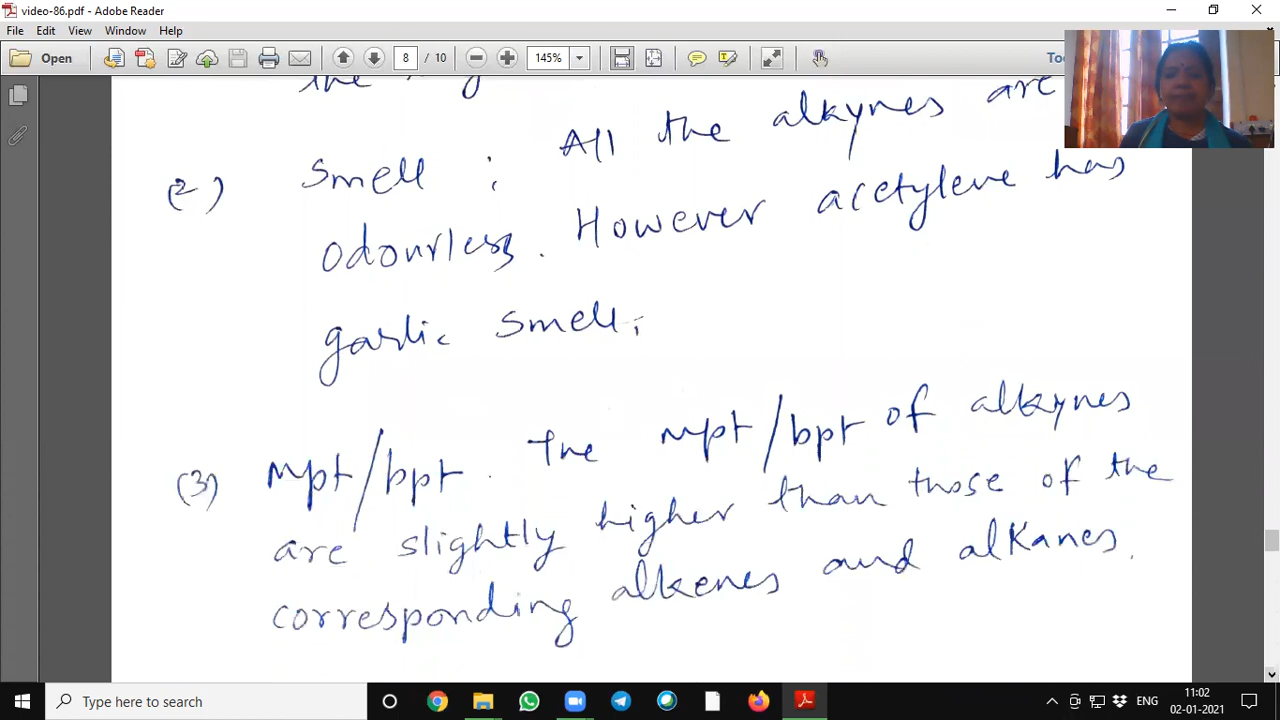 video-86.pdf - Adobe Reader
File Edit View Window Help
Open 8 / 10 145% Too
the
(2) Smell : All the alkynes are
odourless. However acetylene has
garlic smell.
(3) mpt/bpt. The mpt/bpt of alkynes
are slightly higher than those of the
corresponding alkenes and alkanes.
Type here to search
ENG
11:02
02-01-2021